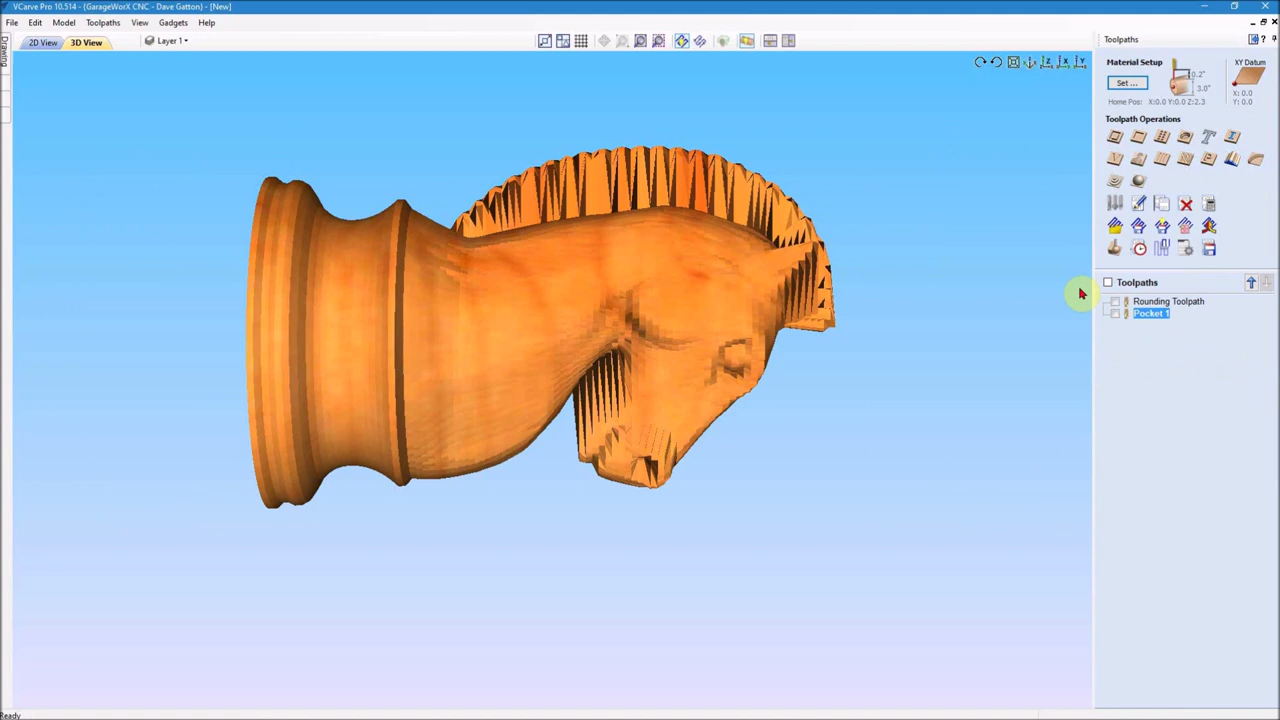 VCarve Pro 10.514 - {GarageWorX CNC - Dave Gatton} - [New]
File Edit Model Toolpaths View Gadgets Help
2D View 3D View Layer 1
Drawing
Toolpaths
Material Setup
XY Datum
Set ...
0.2"
3.0"
X: 0.0
Y: 0.0
Home Pos: X:0.0 Y:0.0 Z:2.3
Toolpath Operations
Toolpaths
Rounding Toolpath
Pocket 1
Ready